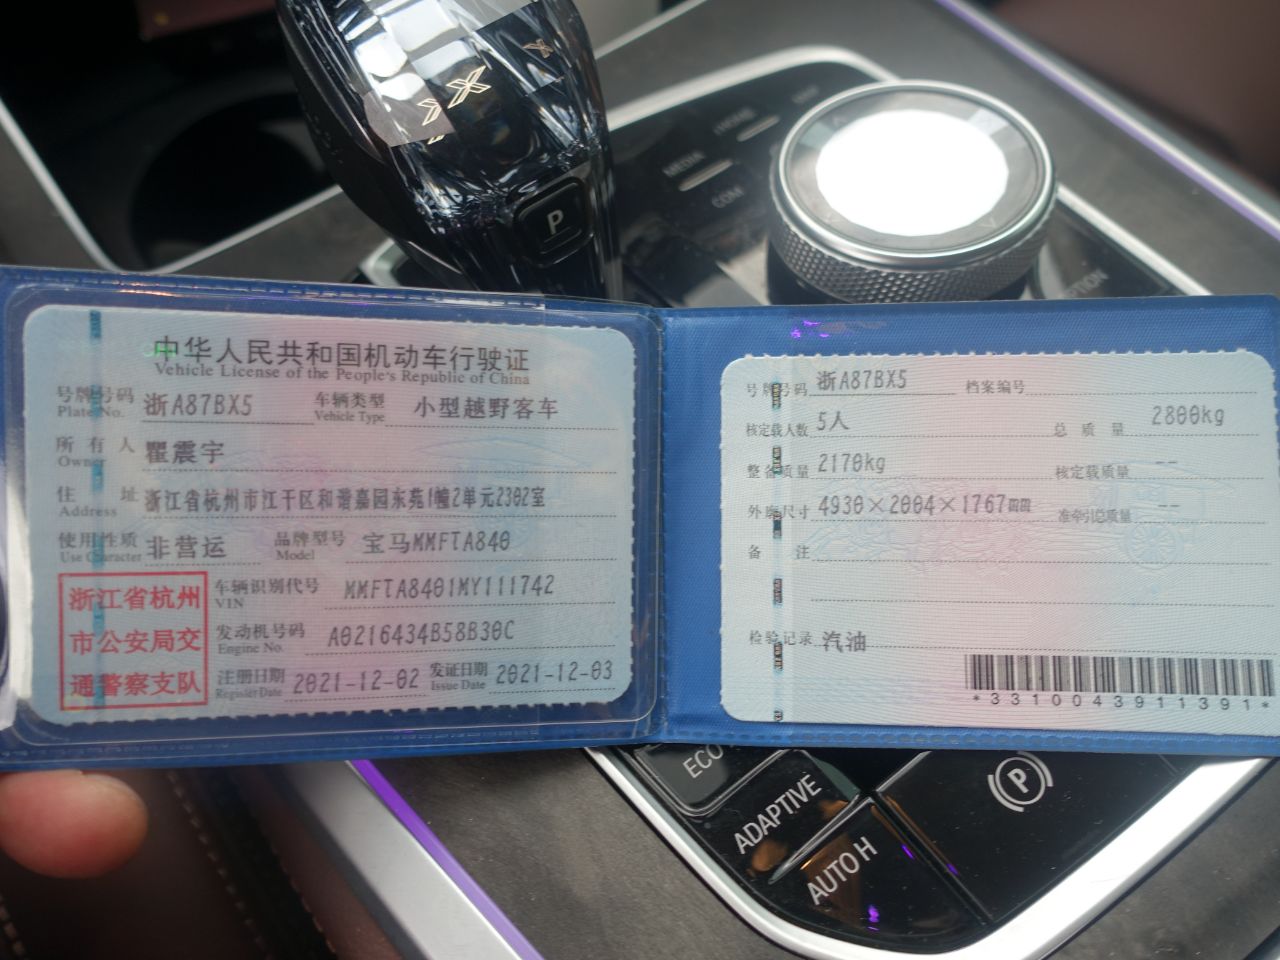 X
X
P
HOME
MAP
MEDIA
COM
OPTION
中华人民共和国机动车行驶证
Vehicle License of the People's Republic of China
号牌号码 浙A87BX5 车辆类型 小型越野客车
Plate No. Vehicle Type
所有人 瞿震宇
Owner
住址 浙江省杭州市江干区和谐嘉园东苑1幢2单元2302室
Address
使用性质 非营运 品牌型号 宝马MMFTA840
Use Character Model
浙江省杭州
市公安局交
通警察支队
车辆识别代号 MMFTA8401MY111742
VIN
发动机号码 A0216434B58B30C
Engine No.
注册日期 2021-12-02 发证日期 2021-12-03
Register Date Issue Date
号牌号码 浙A87BX5 档案编号
核定载人数 5人 总质量 2800kg
整备质量 2170kg 核定载质量 --
外廓尺寸 4930×2004×1767mm 准牵引总质量 --
备注
检验记录 汽油
*3310043911391*
ECO
ADAPTIVE
AUTO H
P